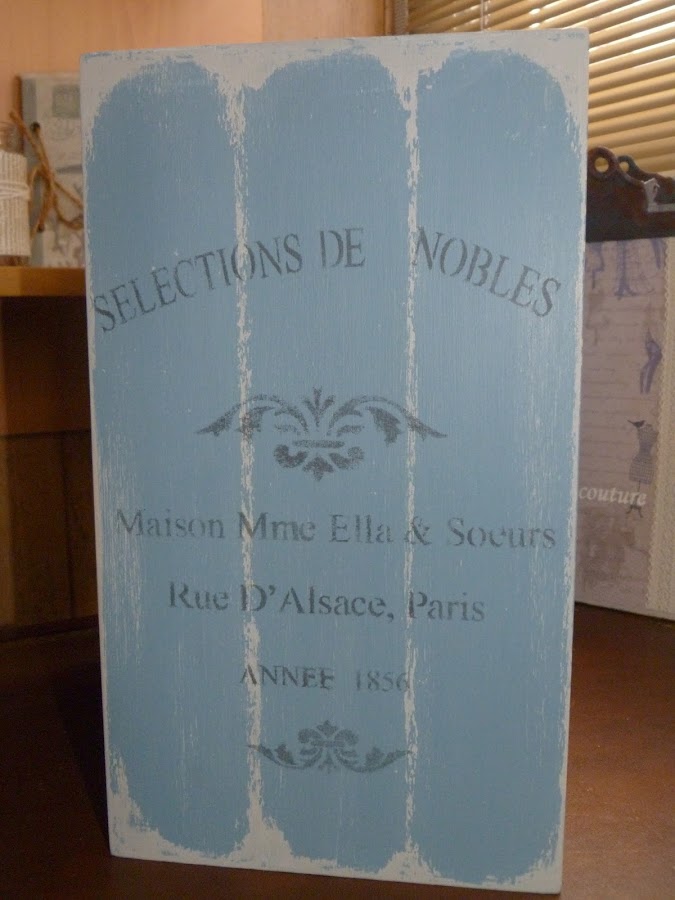 SELECTIONS DE NOBLES
Maison Mme Ella & Soeurs
Rue D'Alsace, Paris
ANNEE 1856
couture